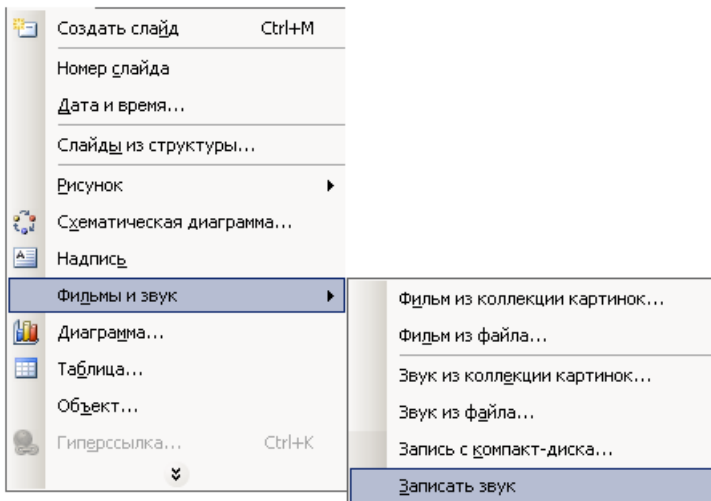 Создать слайд Ctrl+M
Номер слайда
Дата и время...
Слайды из структуры...
Рисунок
Схематическая диаграмма...
Надпись
Фильмы и звук
Диаграмма...
Таблица...
Объект...
Гиперссылка... Ctrl+K
Фильм из коллекции картинок...
Фильм из файла...
Звук из коллекции картинок...
Звук из файла...
Запись с компакт-диска...
Записать звук